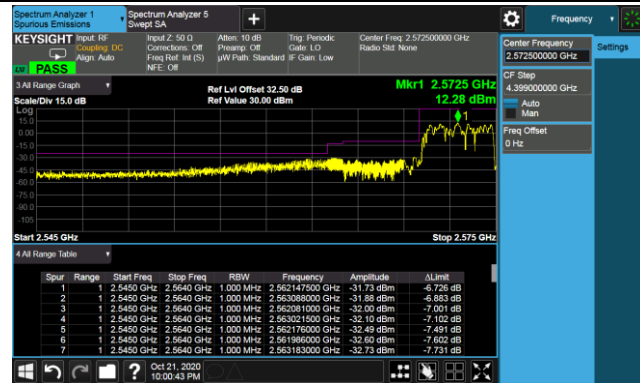 Spectrum Analyzer 1
Spurious Emissions
Spectrum Analyzer 5
Swept SA
Frequency
KEYSIGHT Input: RF
Coupling: DC
Align: Auto
PASS
Input Z: 50 Ω
Corrections: Off
Freq Ref: Int (S)
NFE: Off
Atten: 10 dB
Preamp: Off
µW Path: Standard
Trig: Periodic
Gate: LO
IF Gain: Low
Center Freq: 2.572500000 GHz
Radio Std: None
Center Frequency
2.572500000 GHz
Settings
CF Step
4.399000000 GHz
Auto
Man
Freq Offset
0 Hz
3 All Range Graph
Scale/Div 15.0 dB
Ref Lvl Offset 32.50 dB
Ref Value 30.00 dBm
Mkr1 2.5725 GHz
12.28 dBm
Log
15.0
0.00
-15.0
-30.0
-45.0
-60.0
-75.0
-90.0
-105
1
Start 2.545 GHz
Stop 2.575 GHz
4 All Range Table
Spur Range Start Freq Stop Freq RBW Frequency Amplitude ΔLimit
1 1 2.5450 GHz 2.5640 GHz 1.000 MHz 2.562147500 GHz -31.73 dBm -6.726 dB
2 1 2.5450 GHz 2.5640 GHz 1.000 MHz 2.563088000 GHz -31.88 dBm -6.883 dB
3 1 2.5450 GHz 2.5640 GHz 1.000 MHz 2.562081000 GHz -32.00 dBm -7.001 dB
4 1 2.5450 GHz 2.5640 GHz 1.000 MHz 2.563021500 GHz -32.10 dBm -7.102 dB
5 1 2.5450 GHz 2.5640 GHz 1.000 MHz 2.562176000 GHz -32.49 dBm -7.491 dB
6 1 2.5450 GHz 2.5640 GHz 1.000 MHz 2.561986000 GHz -32.60 dBm -7.602 dB
7 1 2.5450 GHz 2.5640 GHz 1.000 MHz 2.563183000 GHz -32.73 dBm -7.731 dB
Oct 21, 2020
10:00:43 PM